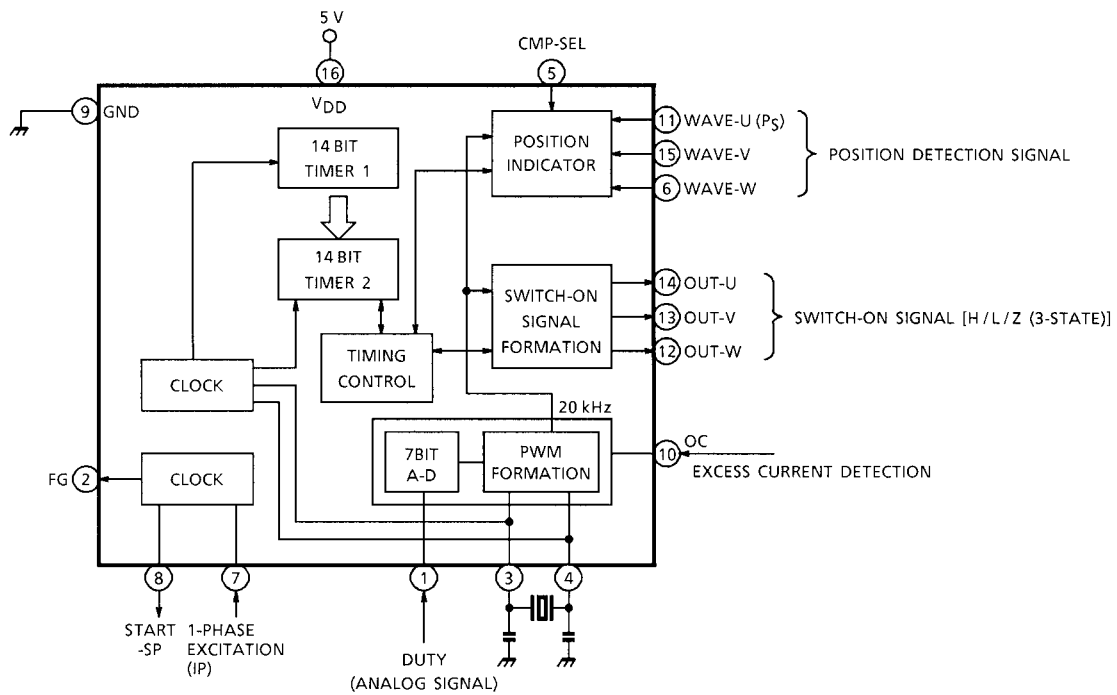 5 V
CMP-SEL
16
5
9 GND
VDD
14 BIT
TIMER 1
POSITION
INDICATOR
11 WAVE-U (PS)
15 WAVE-V
6 WAVE-W
POSITION DETECTION SIGNAL
14 BIT
TIMER 2
SWITCH-ON
SIGNAL
FORMATION
14 OUT-U
13 OUT-V
12 OUT-W
SWITCH-ON SIGNAL [H / L / Z (3-STATE)]
TIMING
CONTROL
CLOCK
20 kHz
7BIT
A-D
PWM
FORMATION
10 OC
EXCESS CURRENT DETECTION
FG 2
CLOCK
8
7
1
3
4
START
-SP
1-PHASE
EXCITATION
(IP)
DUTY
(ANALOG SIGNAL)